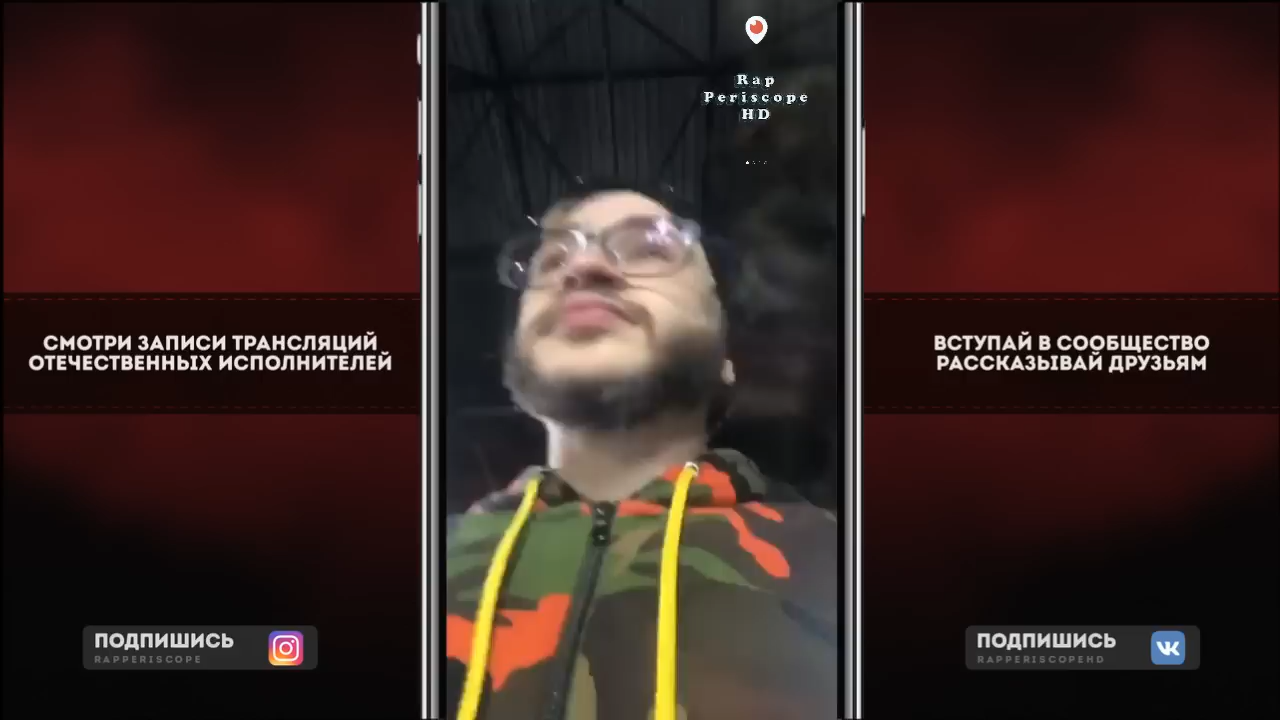 Rap
Periscope
HD
СМОТРИ ЗАПИСИ ТРАНСЛЯЦИЙ
ОТЕЧЕСТВЕННЫХ ИСПОЛНИТЕЛЕЙ
ВСТУПАЙ В СООБЩЕСТВО
РАССКАЗЫВАЙ ДРУЗЬЯМ
ПОДПИШИСЬ
RAPPERISCOPE
ПОДПИШИСЬ
RAPPERISCOPEHD